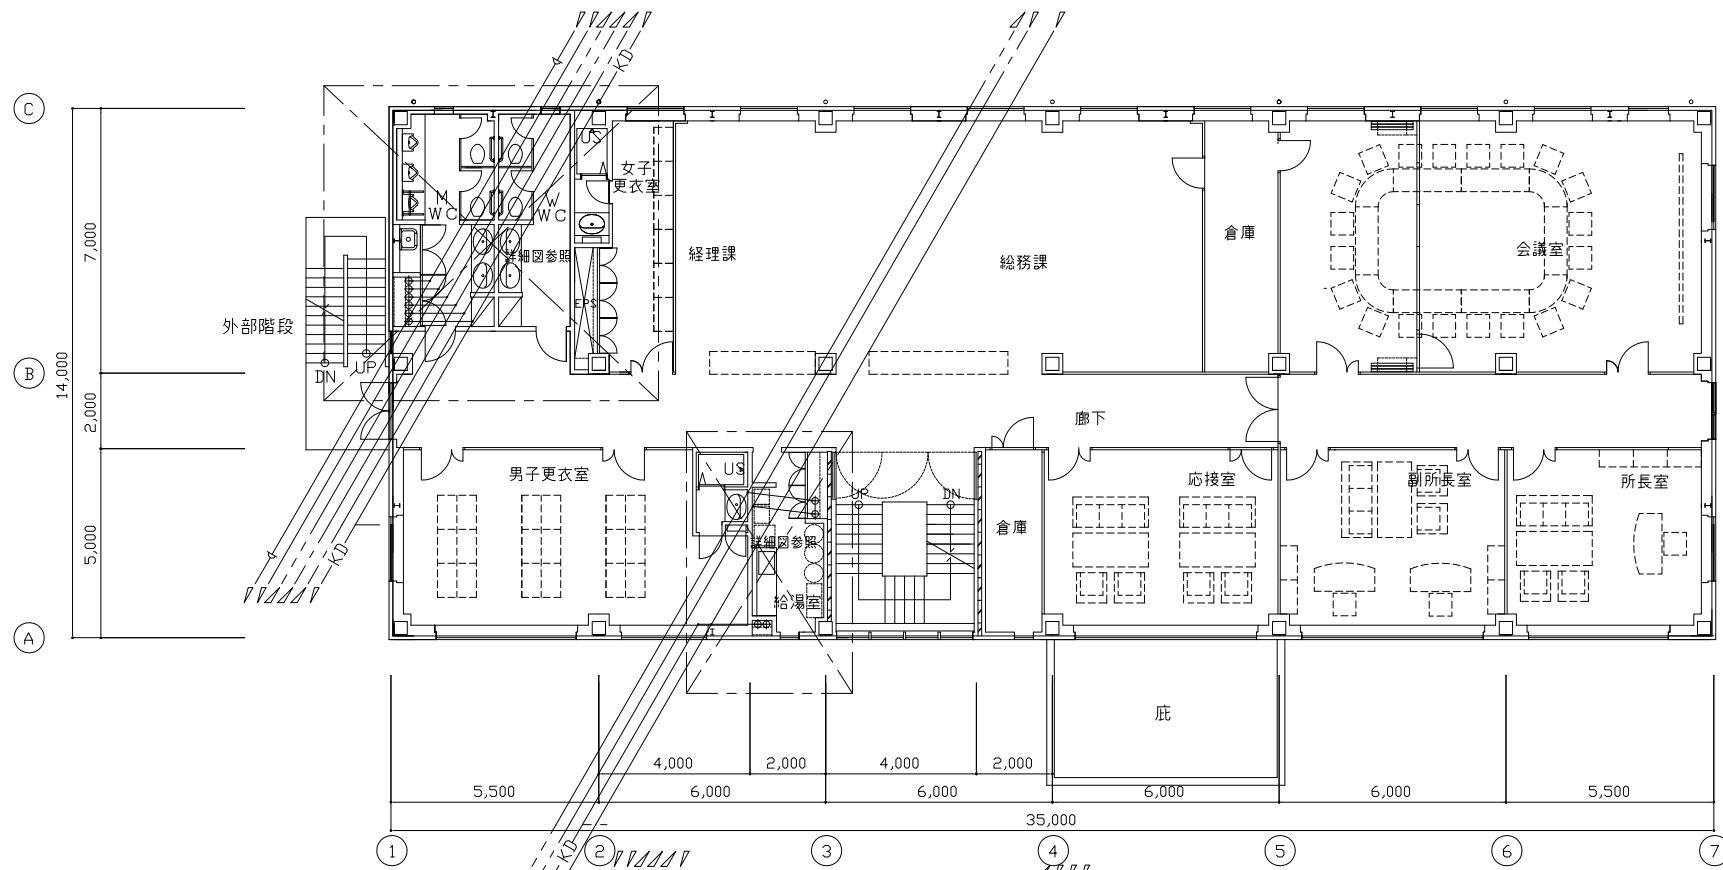 KD
C
US
女子
更衣室
M
WC
W
WC
7,000
経理課
総務課
倉庫
会議室
詳細図参照
EPS
外部階段
UP
DN
B
14,000
2,000
廊下
男子更衣室
US
UP
DN
応接室
副所長室
所長室
5,000
KD
倉庫
詳細図参照
給湯室
A
庇
4,000
2,000
4,000
2,000
5,500
6,000
6,000
6,000
6,000
5,500
35,000
KD
1
2
3
4
5
6
7